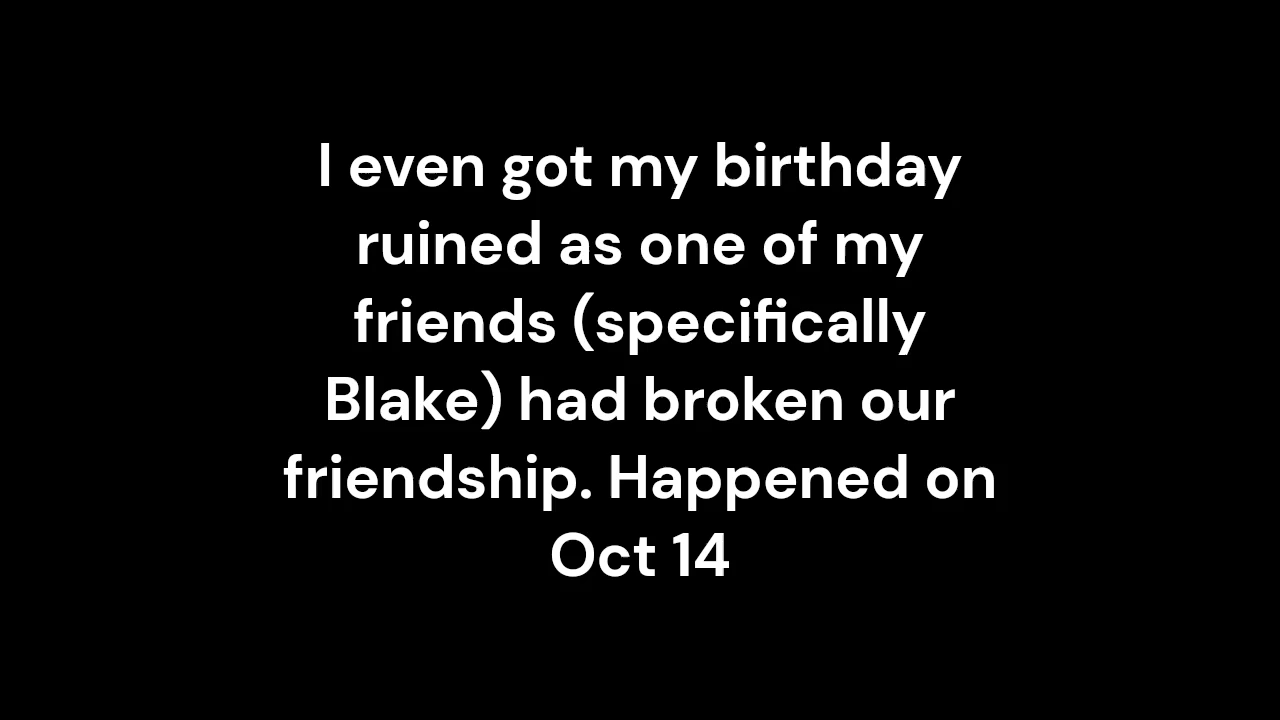 I even got my birthday
ruined as one of my
friends (specifically
Blake) had broken our
friendship. Happened on
Oct 14